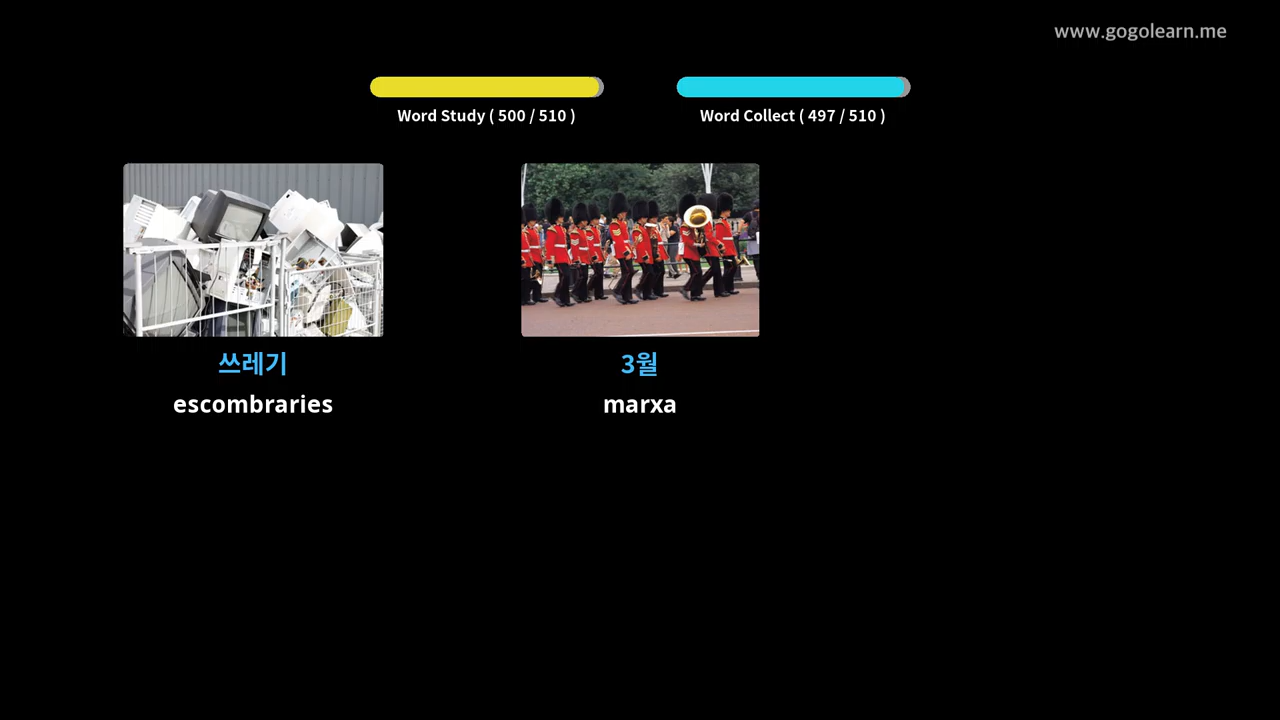 www.gogolearn.me
Word Study ( 500 / 510 )
Word Collect ( 497 / 510 )
쓰레기
escombraries
3월
marxa